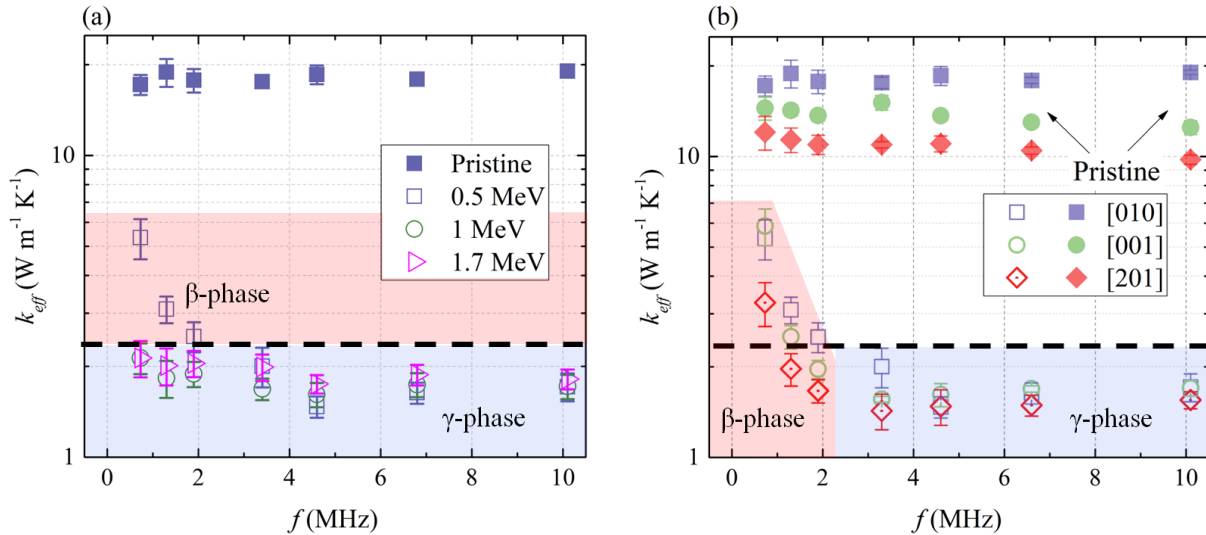 (a)
10
1
k_eff (W m⁻¹ K⁻¹)
Pristine
0.5 MeV
1 MeV
1.7 MeV
β-phase
γ-phase
0 2 4 6 8 10
f (MHz)
(b)
10
1
k_eff (W m⁻¹ K⁻¹)
Pristine
[010]
[001]
[201]
β-phase
γ-phase
0 2 4 6 8 10
f (MHz)